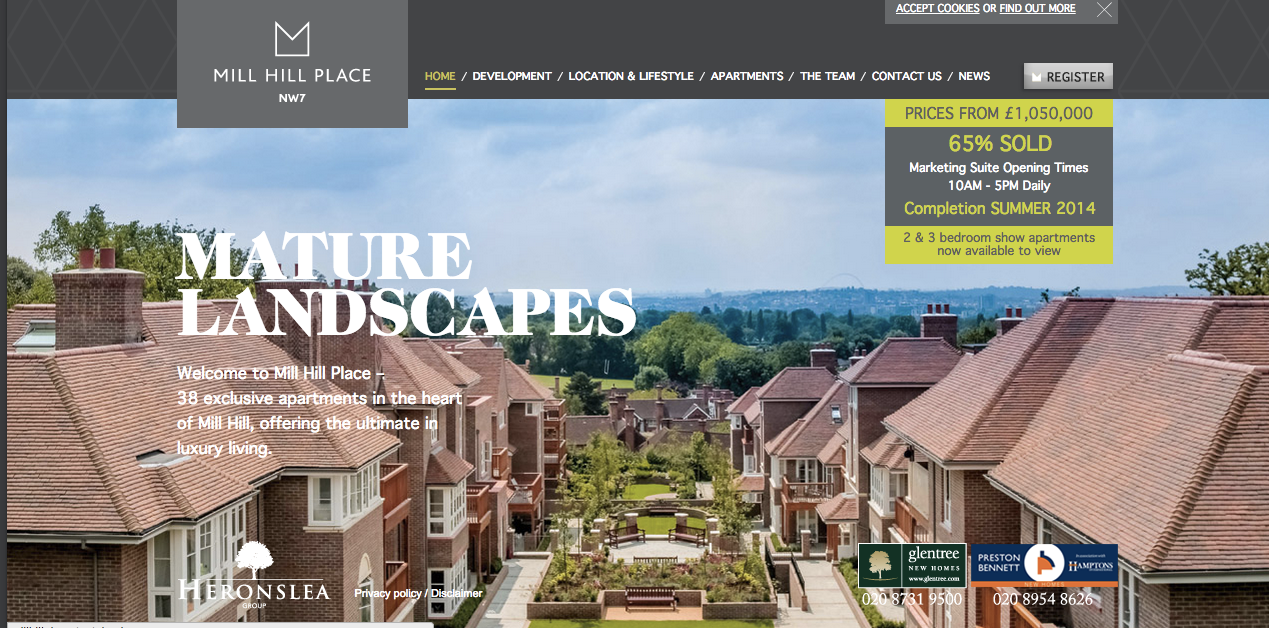 ACCEPT COOKIES OR FIND OUT MORE
MILL HILL PLACE
NW7
HOME / DEVELOPMENT / LOCATION & LIFESTYLE / APARTMENTS / THE TEAM / CONTACT US / NEWS
REGISTER
PRICES FROM £1,050,000
65% SOLD
Marketing Suite Opening Times
10AM - 5PM Daily
Completion SUMMER 2014
2 & 3 bedroom show apartments
now available to view
MATURE
LANDSCAPES
Welcome to Mill Hill Place –
38 exclusive apartments in the heart
of Mill Hill, offering the ultimate in
luxury living.
HERONSLEA
GROUP
Privacy policy / Disclaimer
glentree
NEW HOMES
www.glentree.com
020 8731 9500
PRESTON
BENNETT
In association with
HAMPTONS
NEW HOMES
020 8954 8626